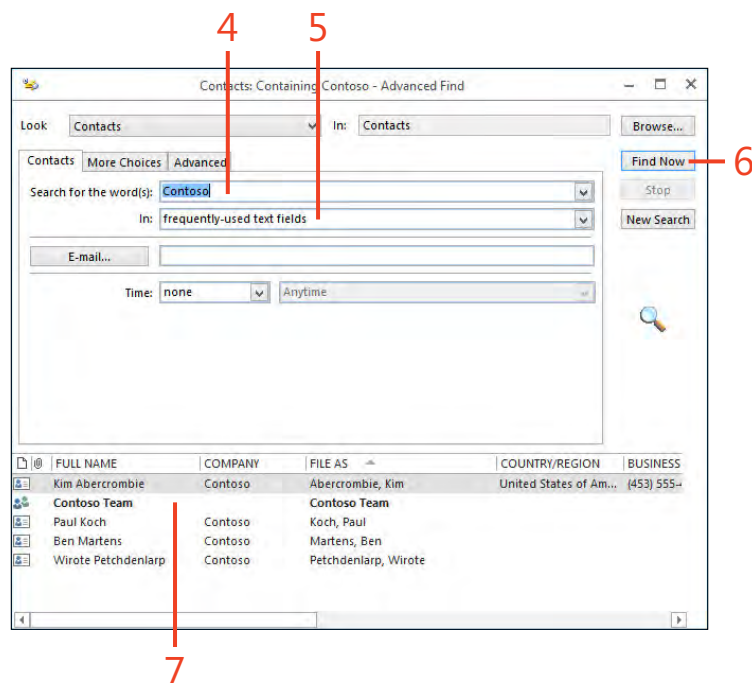 4 5
Contacts: Containing Contoso - Advanced Find
Look Contacts In: Contacts Browse...
Contacts More Choices Advanced Find Now 6
Search for the word(s): Contoso Stop
In: frequently-used text fields New Search
E-mail...
Time: none Anytime
FULL NAME COMPANY FILE AS COUNTRY/REGION BUSINESS
Kim Abercrombie Contoso Abercrombie, Kim United States of Am... (453) 555-
Contoso Team Contoso Team
Paul Koch Contoso Koch, Paul
Ben Martens Contoso Martens, Ben
Wirote Petchdenlarp Contoso Petchdenlarp, Wirote
7